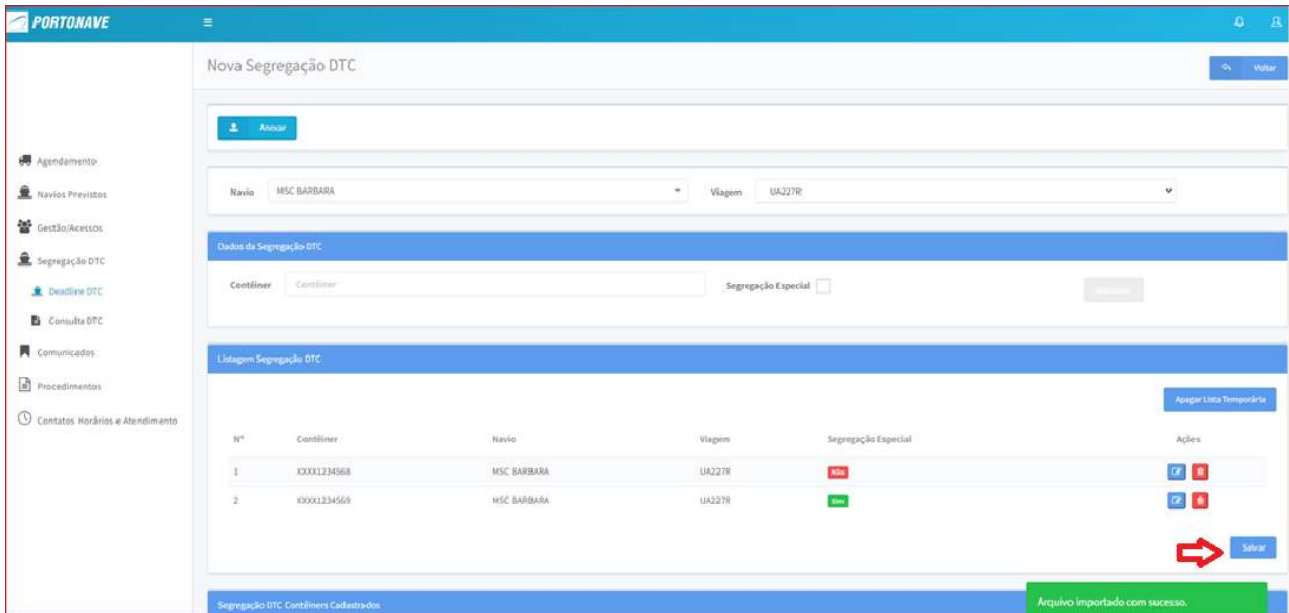 PORTONAVE
Nova Segregação DTC
Voltar
Anexar
Agendamento
Navios Previstos
Gestão/Acessos
Segregação DTC
Deadline DTC
Consulta DTC
Comunicados
Procedimentos
Contatos Horários e Atendimento
Navio MSC BARBARA Viagem UA227R
Dados da Segregação DTC
Contêiner Contêiner Segregação Especial Adicionar
Listagem Segregação DTC
Apagar Lista Temporária
Nº Contêiner Navio Viagem Segregação Especial Ações
1 XXXX1234568 MSC BARBARA UA227R Não
2 XXXX1234569 MSC BARBARA UA227R Sim
Salvar
Segregação DTC Contêiners Cadastrados
Arquivo importado com sucesso.